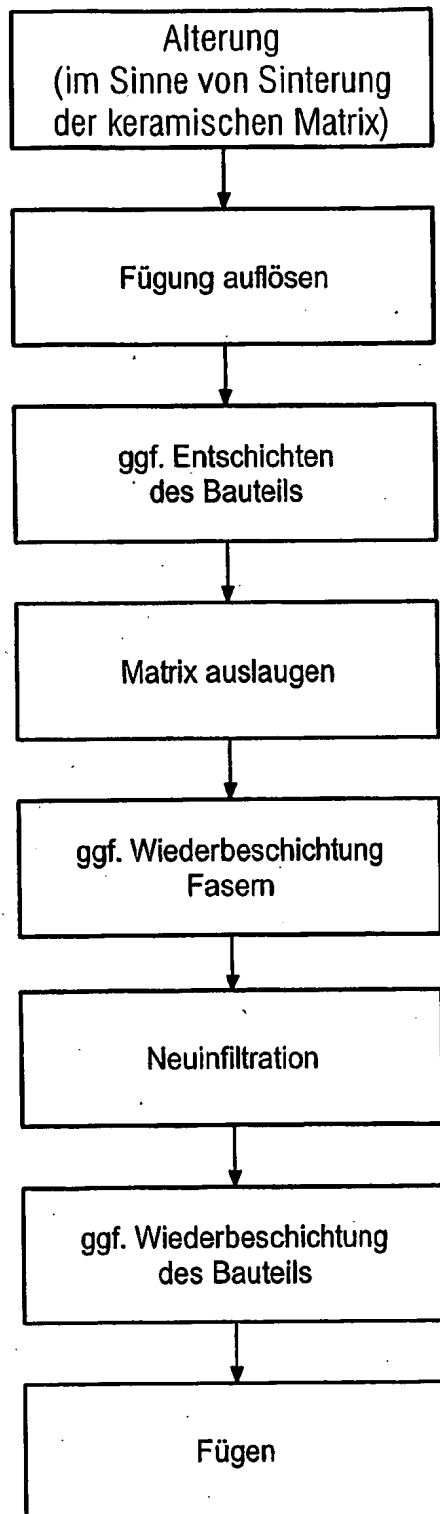 Alterung
(im Sinne von Sinterung
der keramischen Matrix)
Fügung auflösen
ggf. Entschichten
des Bauteils
Matrix auslaugen
ggf. Wiederbeschichtung
Fasern
Neuinfiltration
ggf. Wiederbeschichtung
des Bauteils
Fügen